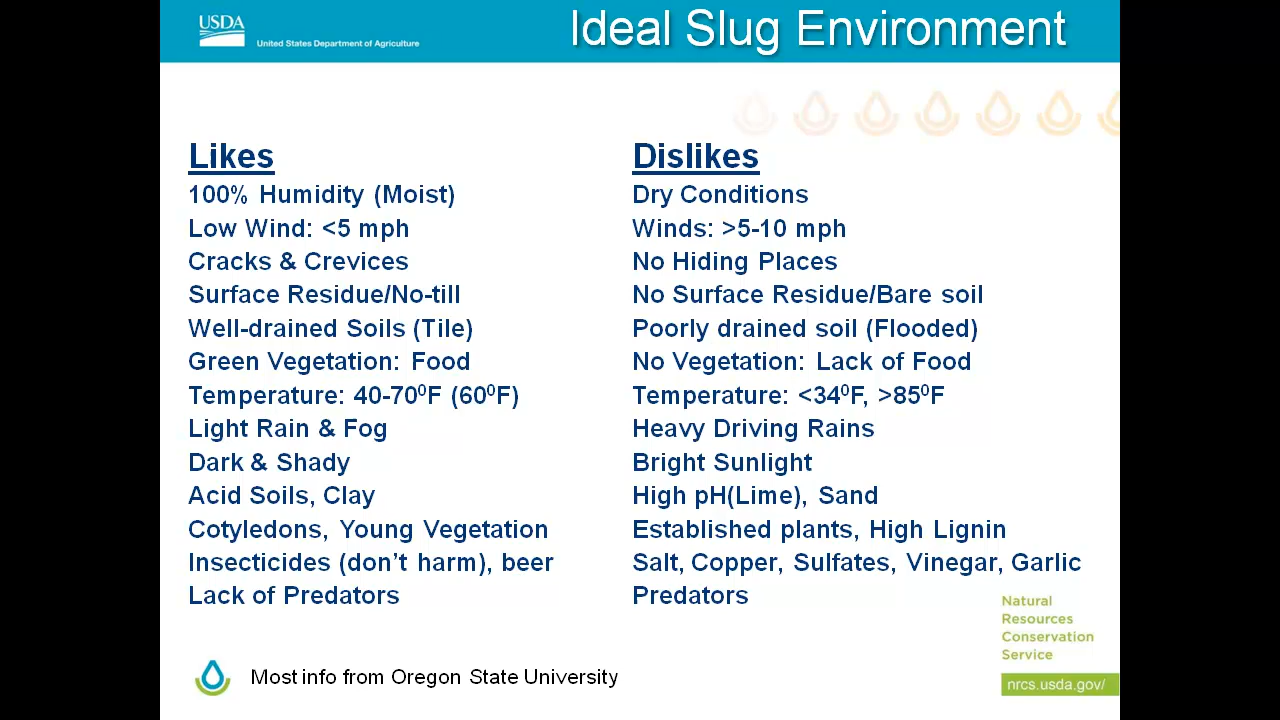 USDA
United States Department of Agriculture
Ideal Slug Environment
Likes
100% Humidity (Moist)
Low Wind: <5 mph
Cracks & Crevices
Surface Residue/No-till
Well-drained Soils (Tile)
Green Vegetation: Food
Temperature: 40-70⁰F (60⁰F)
Light Rain & Fog
Dark & Shady
Acid Soils, Clay
Cotyledons, Young Vegetation
Insecticides (don’t harm), beer
Lack of Predators
Dislikes
Dry Conditions
Winds: >5-10 mph
No Hiding Places
No Surface Residue/Bare soil
Poorly drained soil (Flooded)
No Vegetation: Lack of Food
Temperature: <34⁰F, >85⁰F
Heavy Driving Rains
Bright Sunlight
High pH(Lime), Sand
Established plants, High Lignin
Salt, Copper, Sulfates, Vinegar, Garlic
Predators
Natural
Resources
Conservation
Service
nrcs.usda.gov/
Most info from Oregon State University